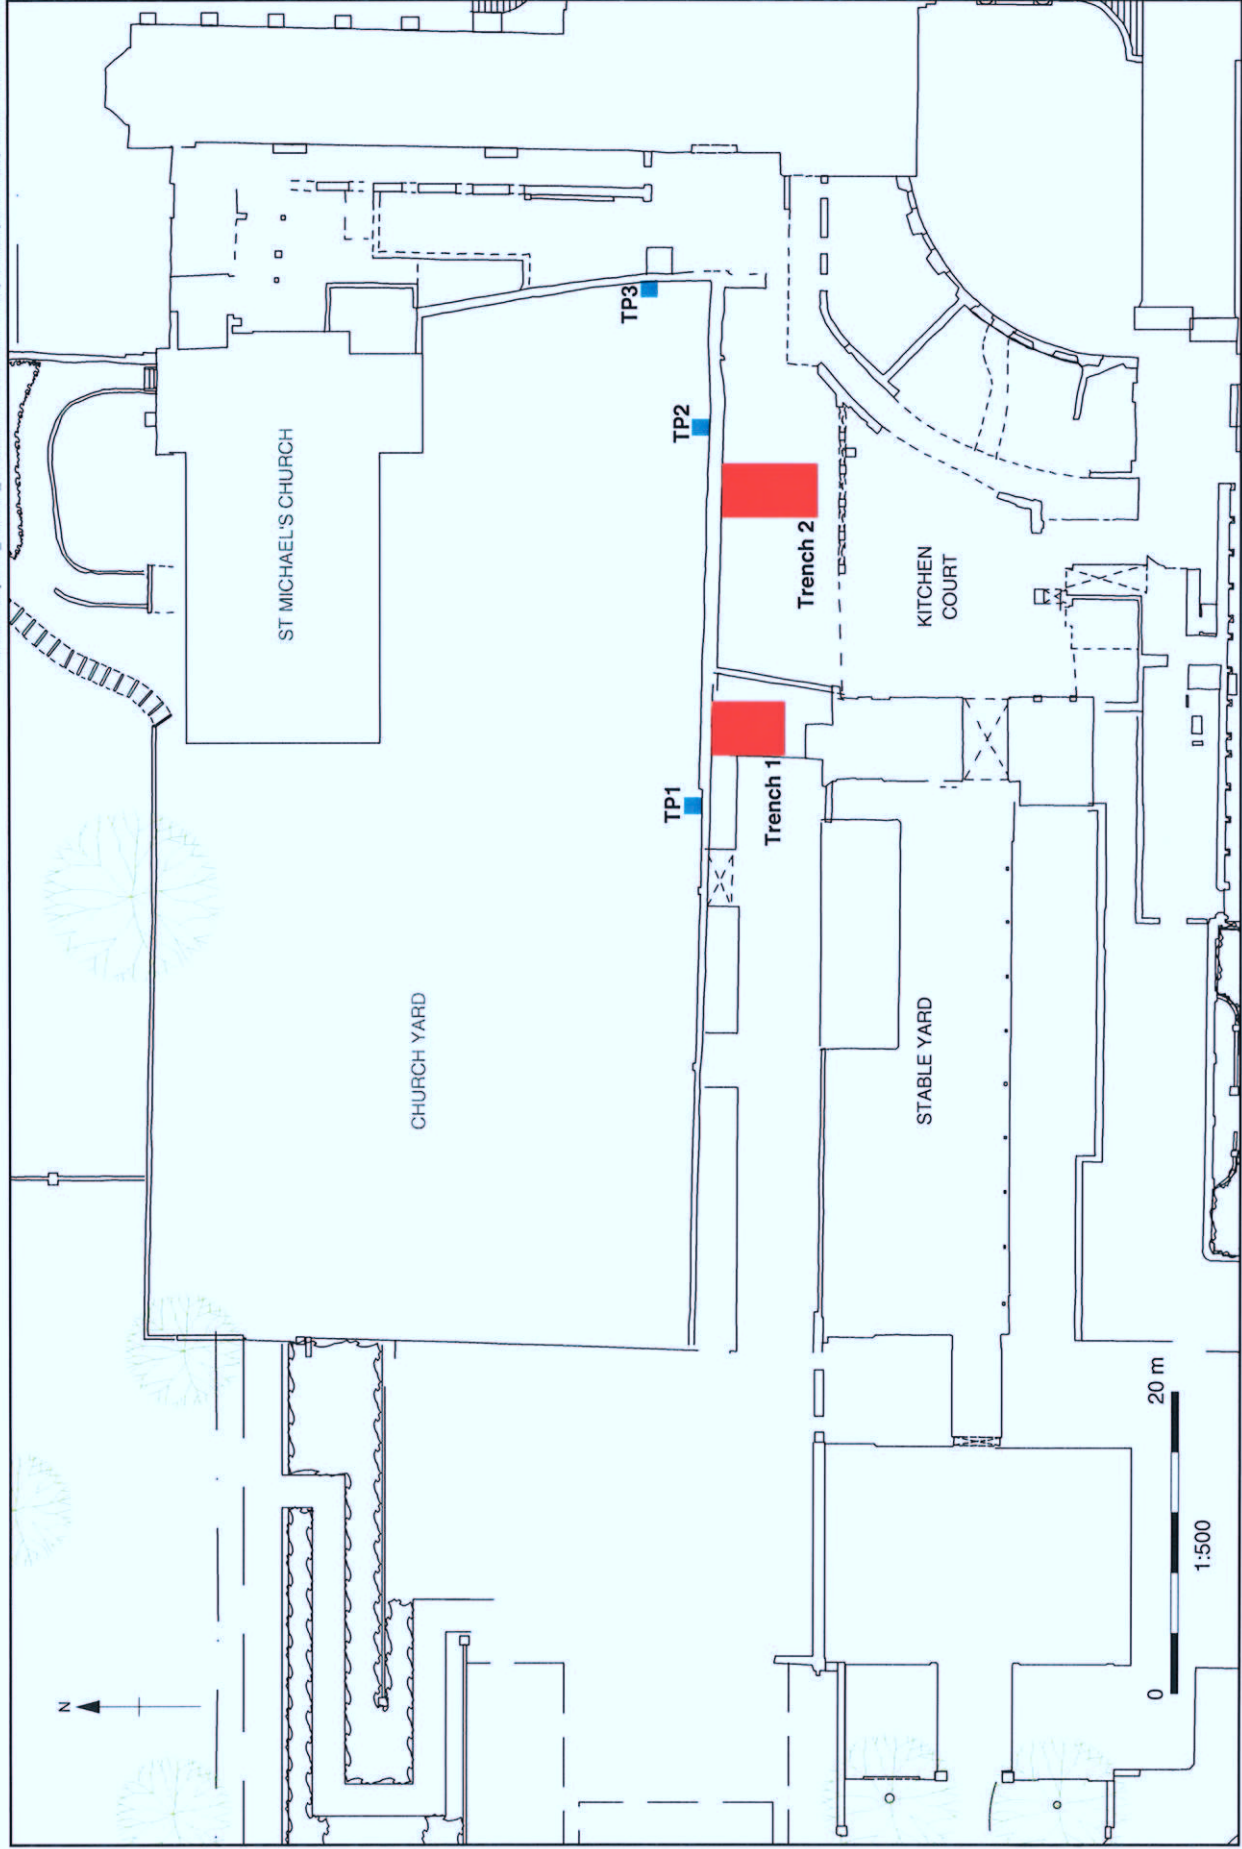 N
ST MICHAEL'S CHURCH
CHURCH YARD
TP1
TP2
TP3
Trench 1
Trench 2
KITCHEN
COURT
STABLE YARD
0
20 m
1:500